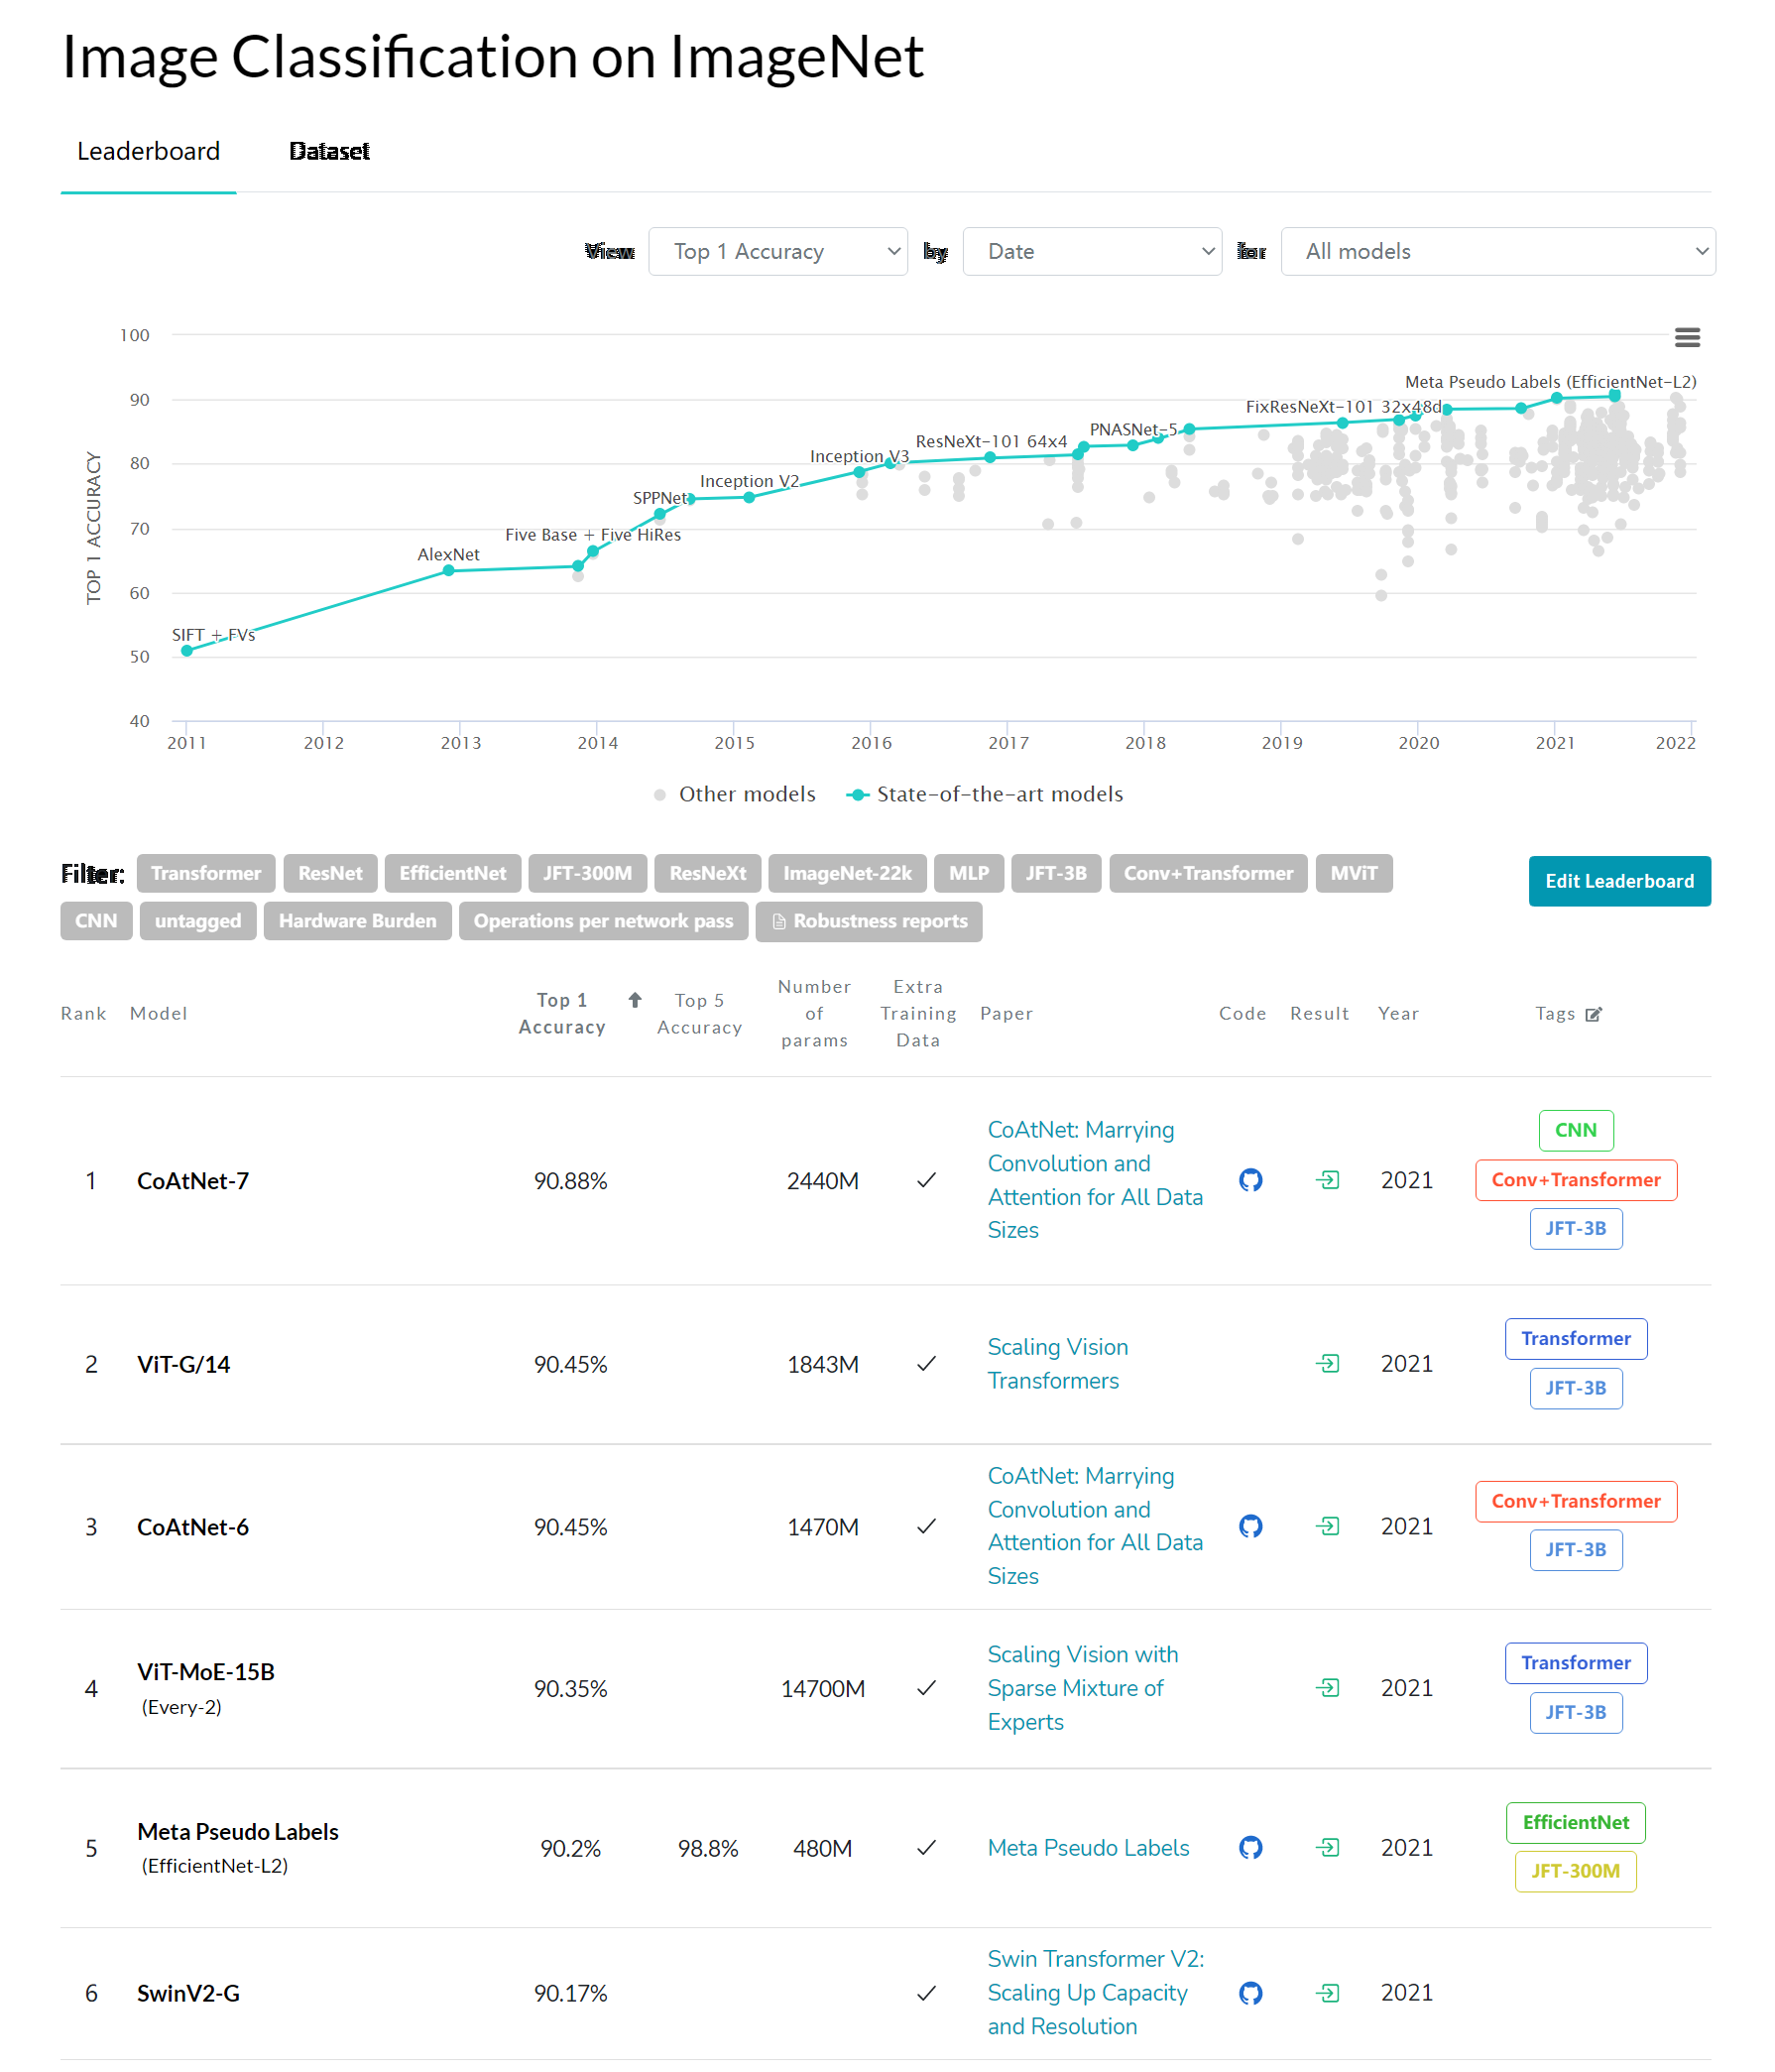 Image Classification on ImageNet
Leaderboard Dataset
View Top 1 Accuracy by Date for All models
TOP 1 ACCURACY
100
90
80
70
60
50
40
SIFT + FVs
AlexNet
Five Base + Five HiRes
SPPNet
Inception V2
Inception V3
ResNeXt-101 64x4
PNASNet-5
FixResNeXt-101 32x48d
Meta Pseudo Labels (EfficientNet-L2)
2011 2012 2013 2014 2015 2016 2017 2018 2019 2020 2021 2022
Other models State-of-the-art models
Filter: Transformer ResNet EfficientNet JFT-300M ResNeXt ImageNet-22k MLP JFT-3B Conv+Transformer MViT
CNN untagged Hardware Burden Operations per network pass Robustness reports
Edit Leaderboard
Rank Model Top 1 Accuracy Top 5 Accuracy Number of params Extra Training Data Paper Code Result Year Tags
1 CoAtNet-7 90.88% 2440M CoAtNet: Marrying Convolution and Attention for All Data Sizes 2021 CNN Conv+Transformer JFT-3B
2 ViT-G/14 90.45% 1843M Scaling Vision Transformers 2021 Transformer JFT-3B
3 CoAtNet-6 90.45% 1470M CoAtNet: Marrying Convolution and Attention for All Data Sizes 2021 Conv+Transformer JFT-3B
4 ViT-MoE-15B (Every-2) 90.35% 14700M Scaling Vision with Sparse Mixture of Experts 2021 Transformer JFT-3B
5 Meta Pseudo Labels (EfficientNet-L2) 90.2% 98.8% 480M Meta Pseudo Labels 2021 EfficientNet JFT-300M
6 SwinV2-G 90.17% Swin Transformer V2: Scaling Up Capacity and Resolution 2021